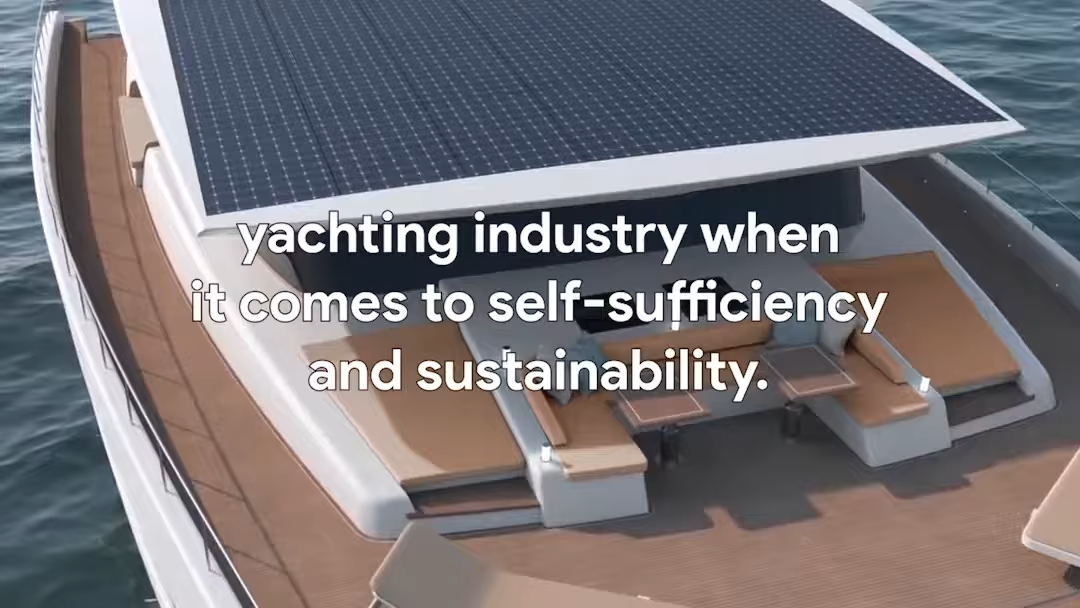 yachting industry when
it comes to self-sufficiency
and sustainability.